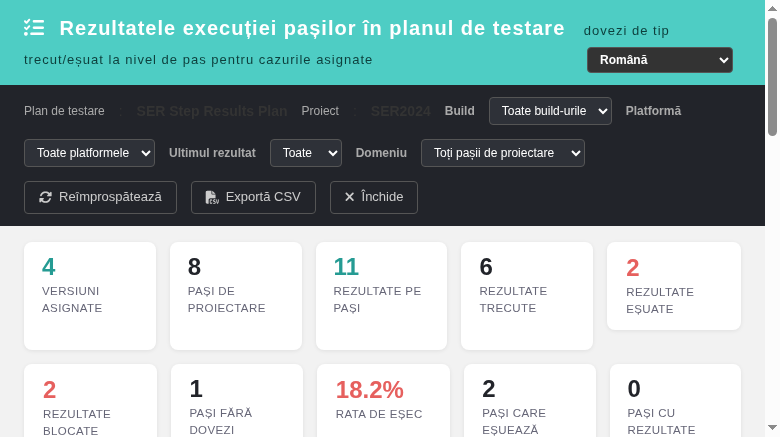 Rezultatele execuției pașilor în planul de testare dovezi de tip
trecut/eșuat la nivel de pas pentru cazurile asignate
Română
Plan de testare : SER Step Results Plan Proiect : SER2024 Build Toate build-urile Platformă
Toate platformele Ultimul rezultat Toate Domeniu Toți pașii de proiectare
Reîmprospătează Exportă CSV Închide
4
VERSIUNI
ASIGNATE
8
PAȘI DE
PROIECTARE
11
REZULTATE PE
PAȘI
6
REZULTATE
TRECUTE
2
REZULTATE
EȘUATE
2
REZULTATE
BLOCATE
1
PAȘI FĂRĂ
DOVEZI
18.2%
RATA DE EȘEC
2
PAȘI CARE
EȘUEAZĂ
0
PAȘI CU
REZULTATE